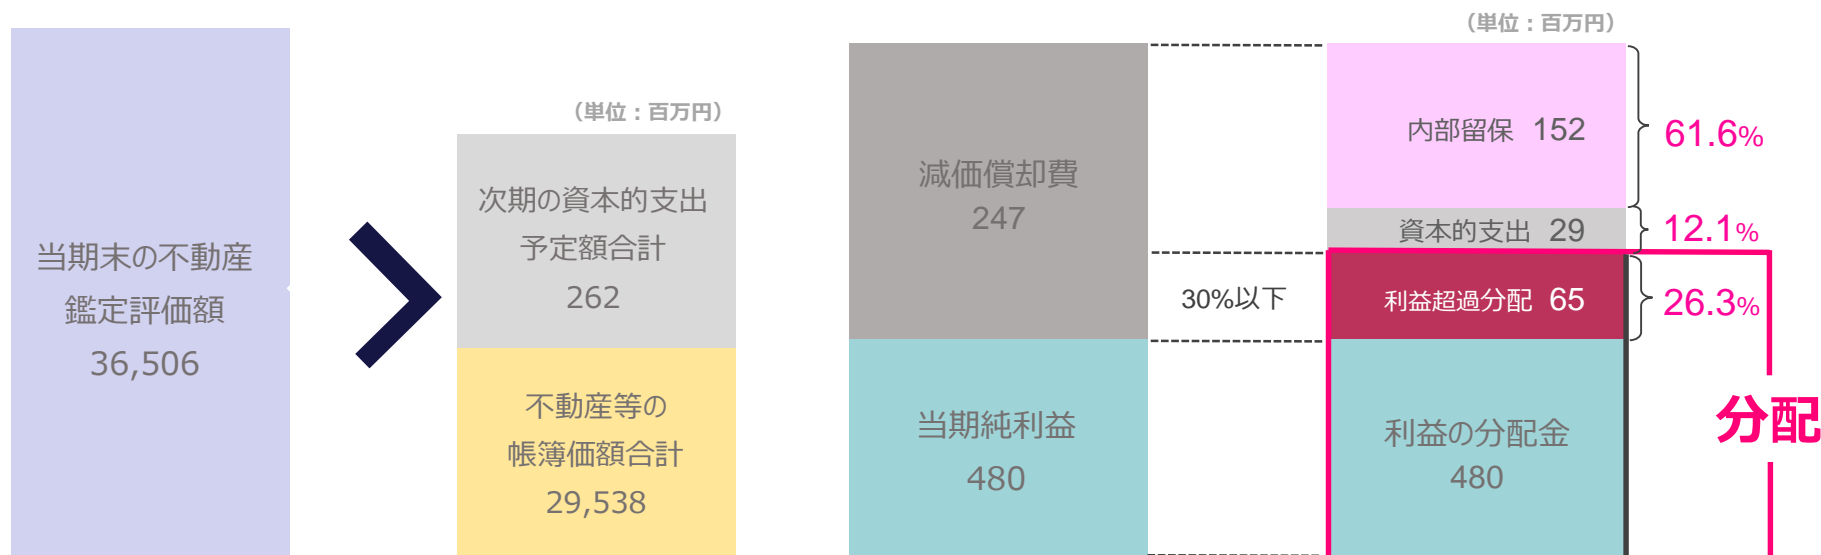 当期末の不動産
鑑定評価額
36,506
（単位：百万円）
次期の資本的支出
予定額合計
262
不動産等の
帳簿価額合計
29,538
減価償却費
247
当期純利益
480
30%以下
（単位：百万円）
内部留保 152
61.6%
資本的支出 29
12.1%
利益超過分配 65
26.3%
利益の分配金
480
分配